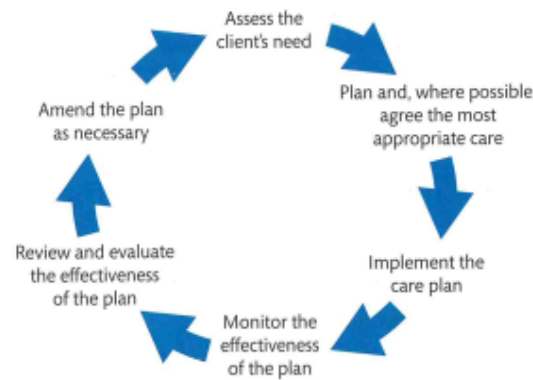 Assess the
client's need
Plan and, where possible
agree the most
appropriate care
Implement the
care plan
Monitor the
effectiveness
of the plan
Review and evaluate
the effectiveness
of the plan
Amend the plan
as necessary